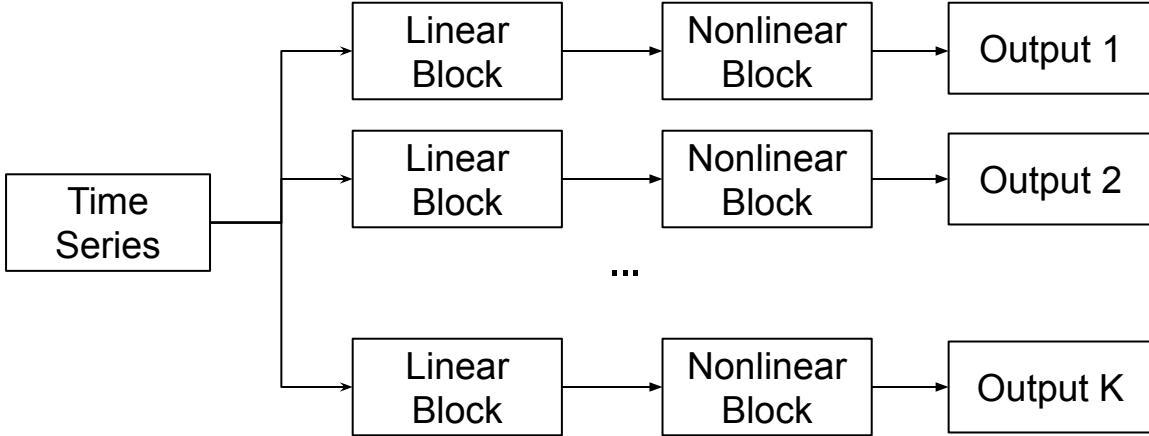 Linear
Block
Nonlinear
Block
Output 1
Linear
Block
Nonlinear
Block
Output 2
Time
Series
...
Linear
Block
Nonlinear
Block
Output K